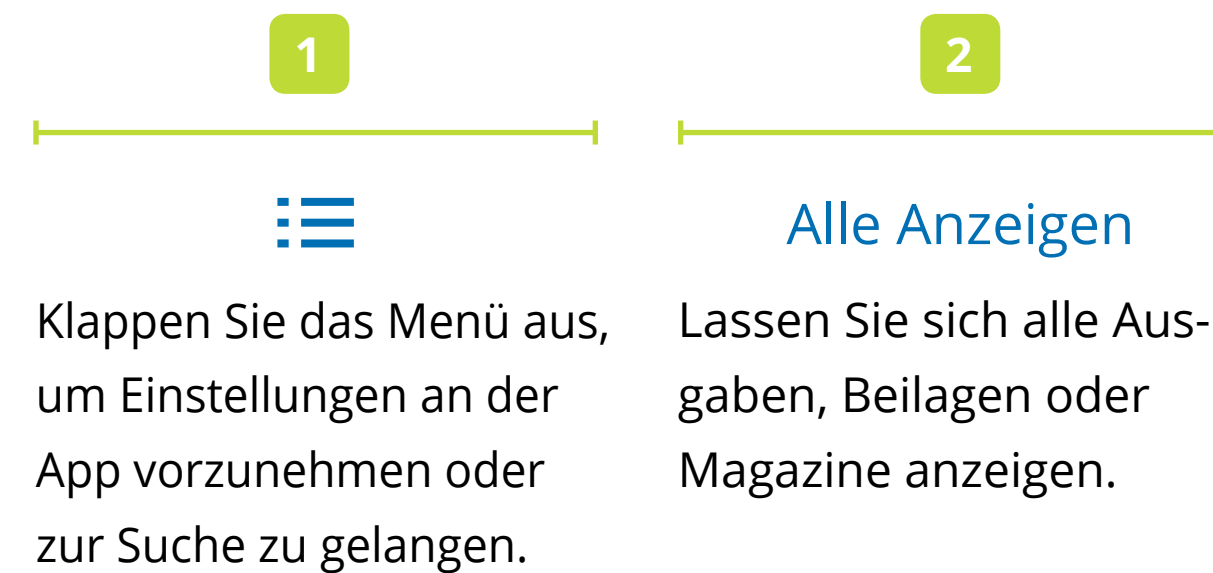 1
Klappen Sie das Menü aus,
um Einstellungen an der
App vorzunehmen oder
zur Suche zu gelangen.
2
Alle Anzeigen
Lassen Sie sich alle Aus-
gaben, Beilagen oder
Magazine anzeigen.